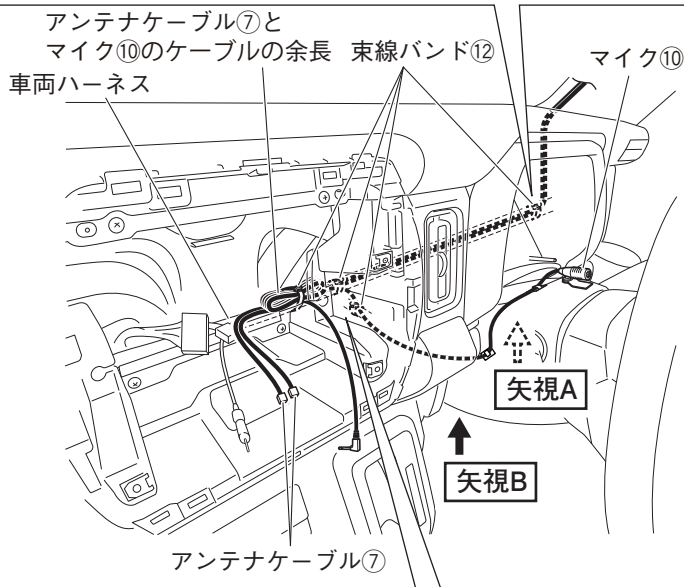 アンテナケーブル⑦と
マイク⑩のケーブルの余長
束線バンド⑫
マイク⑩
車両ハーネス
矢視A
矢視B
アンテナケーブル⑦